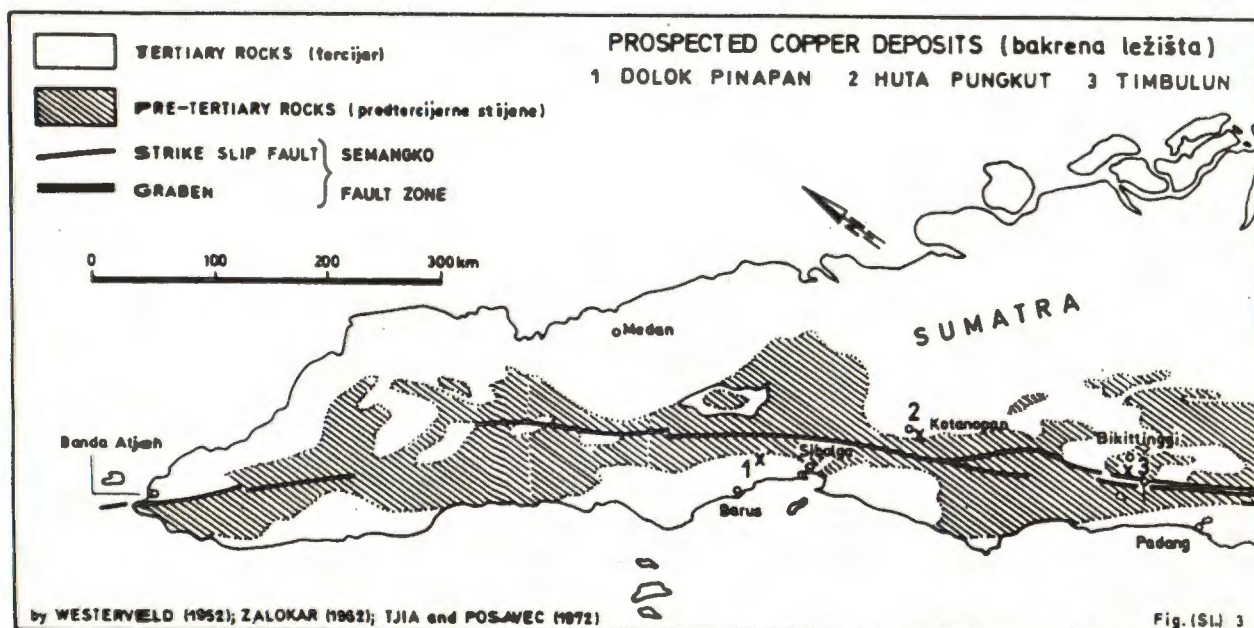 TERTIARY ROCKS (tercijar)
PRE-TERTIARY ROCKS (predtercijerne stijene)
STRIKE SLIP FAULT } SEMANGKO
GRABEN FAULT ZONE
PROSPECTED COPPER DEPOSITS (bakrena ležišta)
1 DOLOK PINAPAN 2 HUTA PUNGKUT 3 TIMBULUN
0 100 200 300 km
N
SUMATRA
Medan
Banda Atjeh
2
Kotanopan
Bikittinggi
3
Sibolga
1
Barus
Padang
by WESTERVELD (1952); ZALOKAR (1962); TJIA and POSAVEC (1972)
Fig. (Sl.) 3